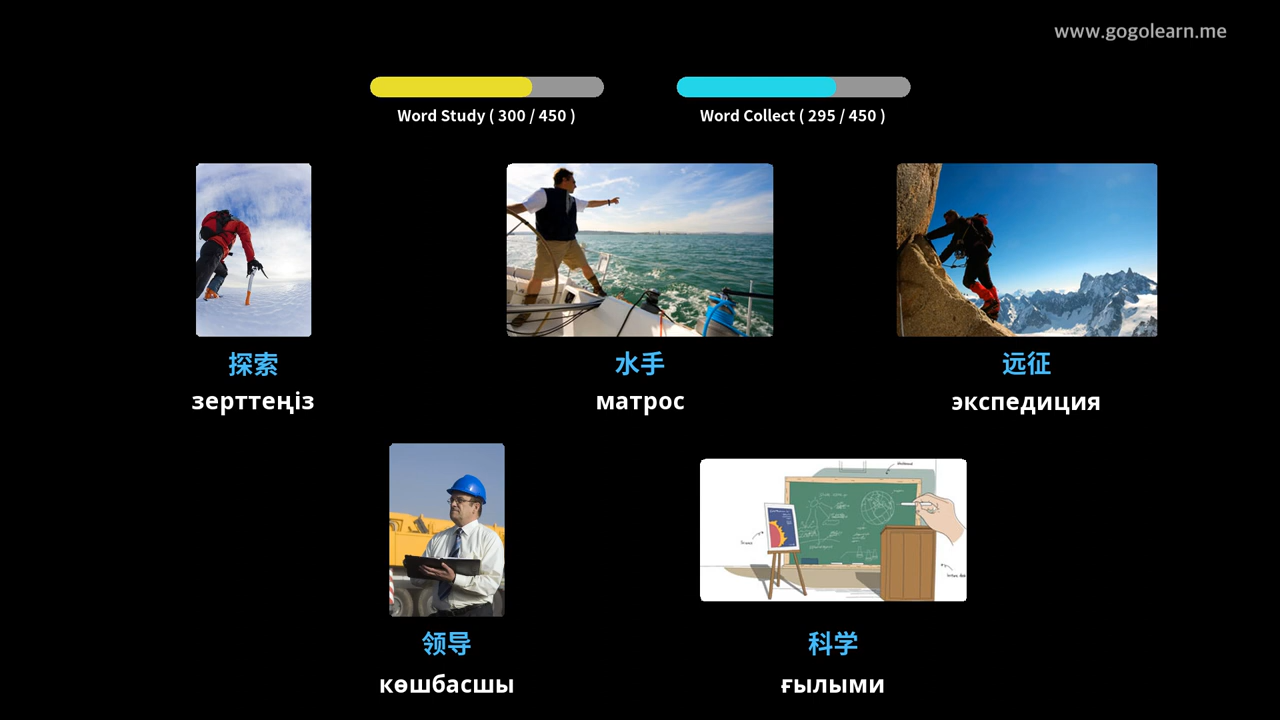 www.gogolearn.me
Word Study ( 300 / 450 )
Word Collect ( 295 / 450 )
探索
зерттеңіз
水手
матрос
远征
экспедиция
领导
көшбасшы
科学
ғылыми